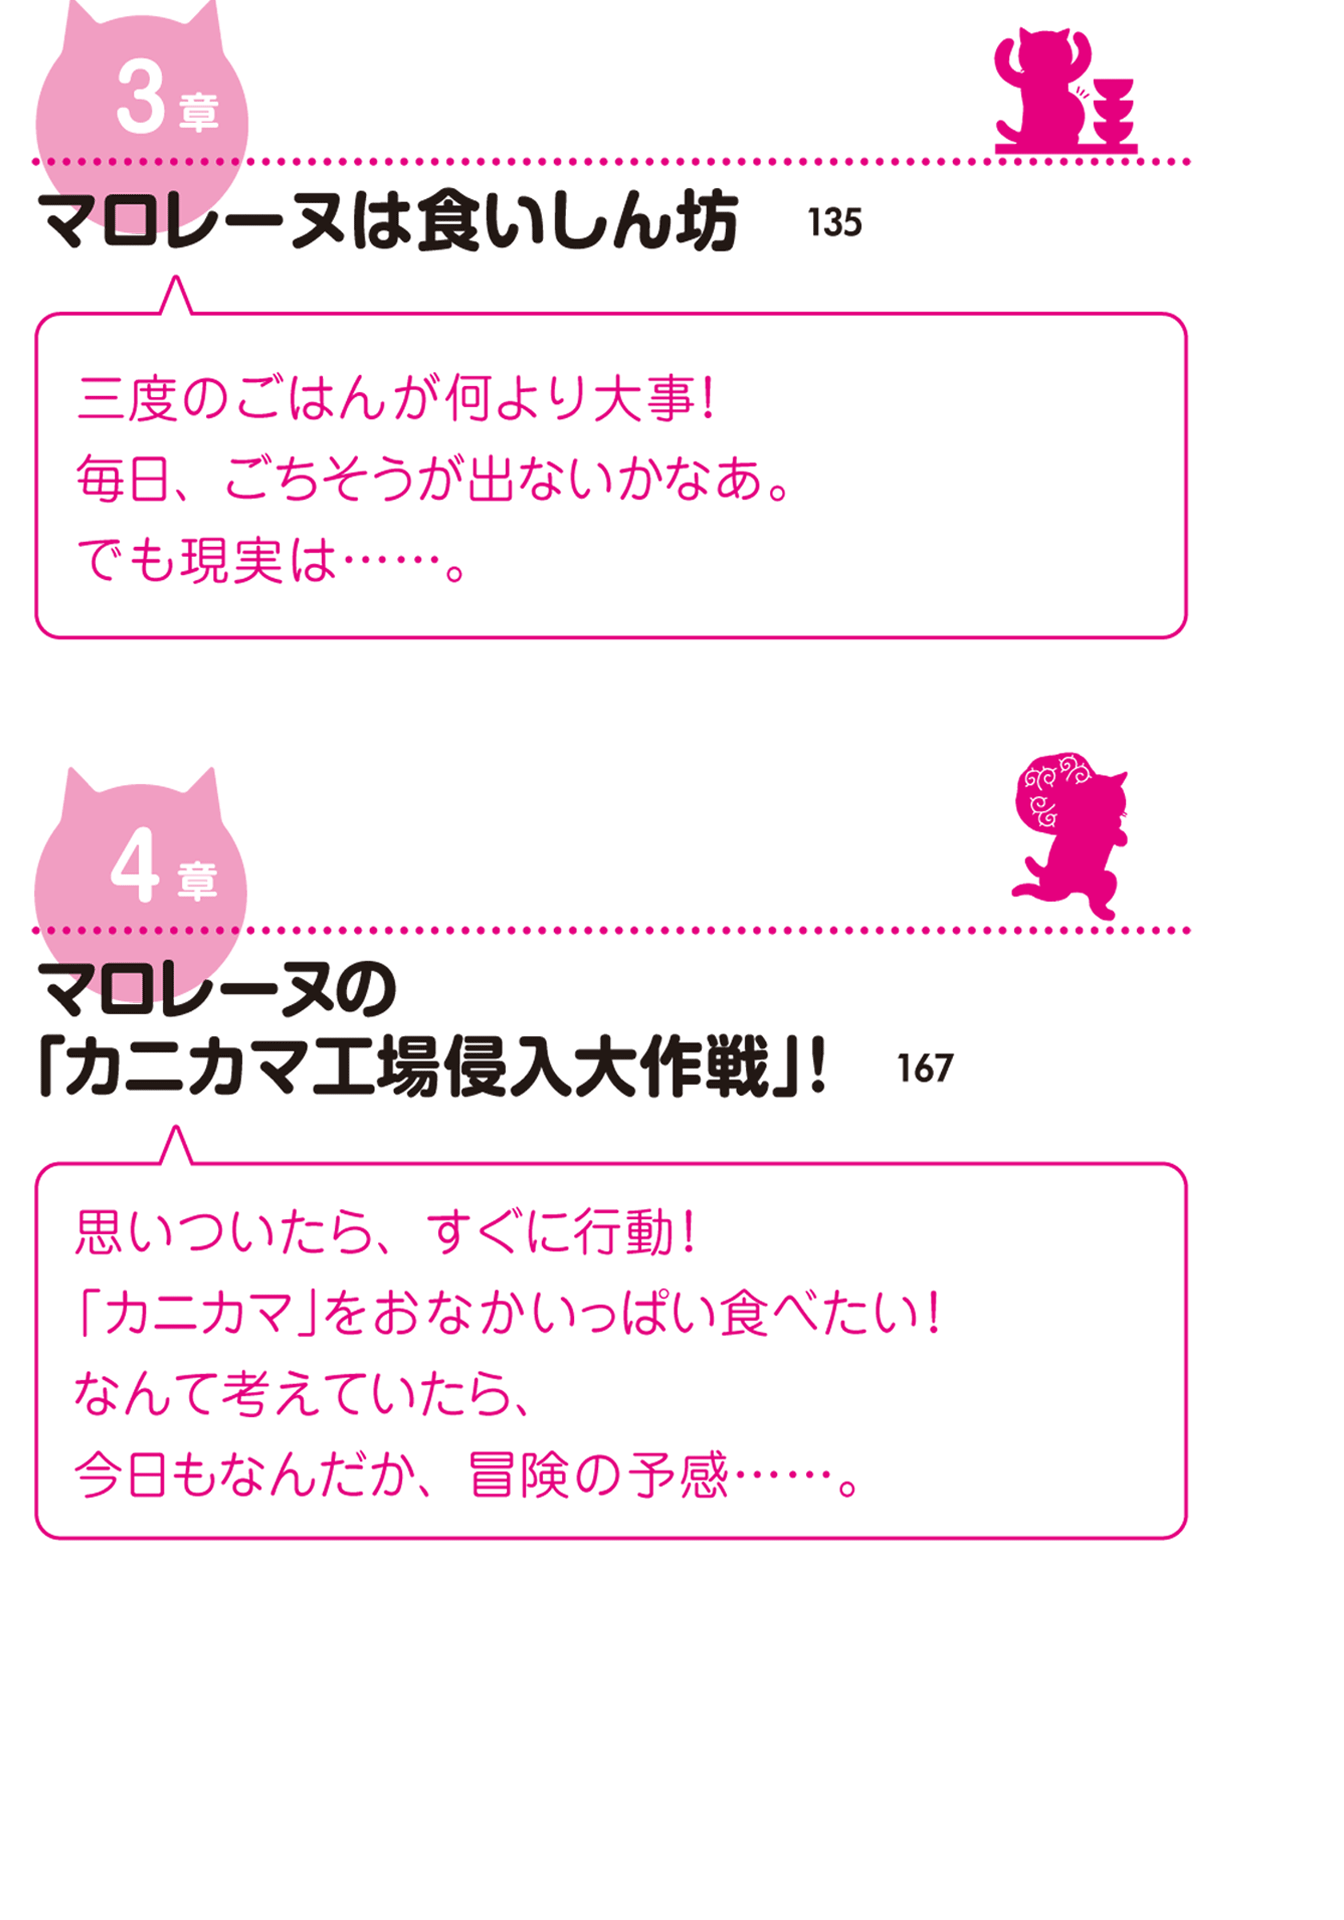 3章
マロレーヌは食いしん坊 135
三度のごはんが何より大事！
毎日、ごちそうが出ないかなあ。
でも現実は……。
4章
マロレーヌの
「カニカマ工場侵入大作戦」！ 167
思いついたら、すぐに行動！
「カニカマ」をおなかいっぱい食べたい！
なんて考えていたら、
今日もなんだか、冒険の予感……。